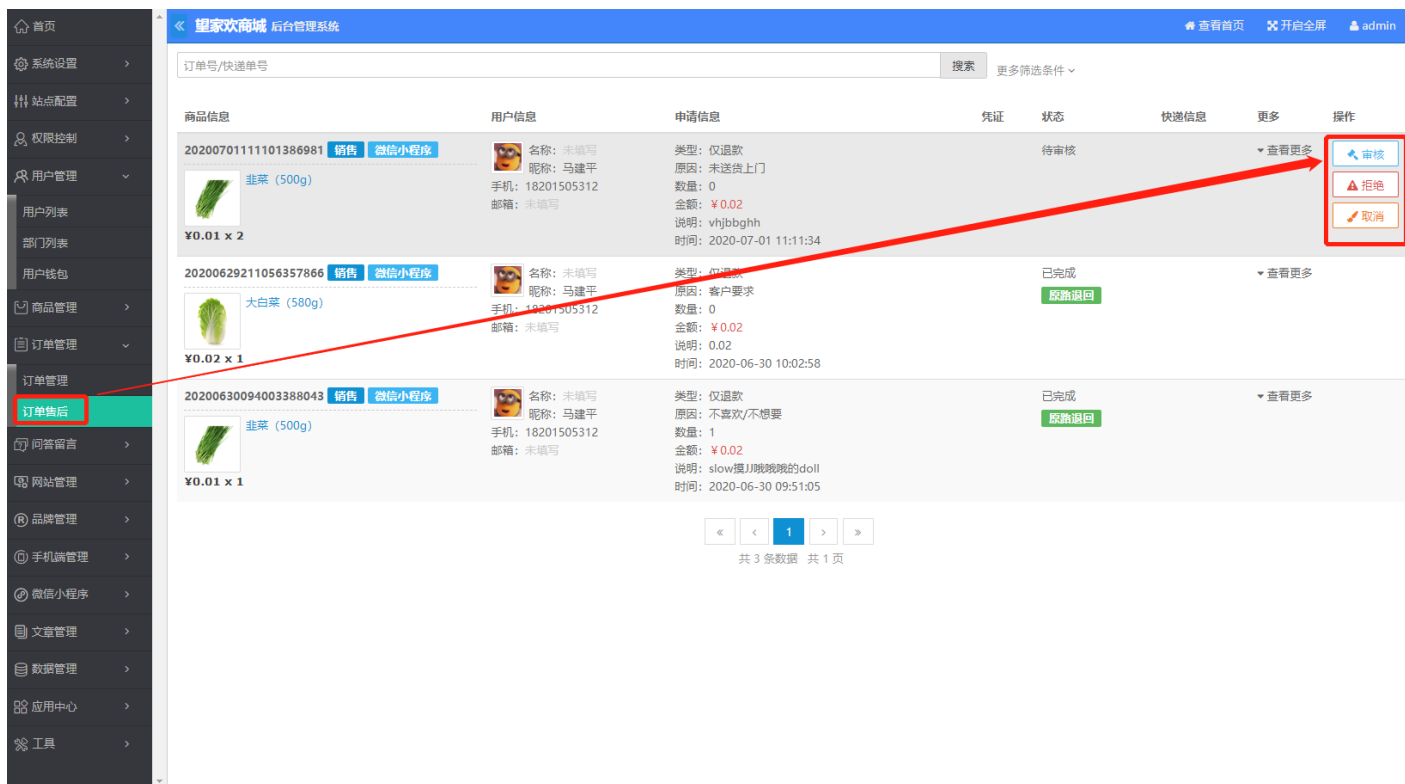 首页
系统设置
站点配置
权限控制
用户管理
用户列表
部门列表
用户钱包
商品管理
订单管理
订单管理
订单售后
问答留言
网站管理
品牌管理
手机端管理
微信小程序
文章管理
数据管理
应用中心
工具
望家欢商城 后台管理系统
查看首页 开启全屏 admin
订单号/快递单号 搜索 更多筛选条件
商品信息 用户信息 申请信息 凭证 状态 快递信息 更多 操作
20200701111101386981 销售 微信小程序
韭菜（500g）
¥0.01 x 2
名称：未填写
昵称：马建平
手机：18201505312
邮箱：未填写
类型：仅退款
原因：未送货上门
数量：0
金额：￥0.02
说明：vhjbbghh
时间：2020-07-01 11:11:34
待审核
查看更多
审核
拒绝
取消
20200629211056357866 销售 微信小程序
大白菜（580g）
¥0.02 x 1
名称：未填写
昵称：马建平
手机：18201505312
邮箱：未填写
类型：仅退款
原因：客户要求
数量：0
金额：￥0.02
说明：0.02
时间：2020-06-30 10:02:58
已完成
原路退回
查看更多
20200630094003388043 销售 微信小程序
韭菜（500g）
¥0.01 x 1
名称：未填写
昵称：马建平
手机：18201505312
邮箱：未填写
类型：仅退款
原因：不喜欢/不想要
数量：1
金额：￥0.02
说明：slow摸JJ哦哦哦的doll
时间：2020-06-30 09:51:05
已完成
原路退回
查看更多
« ‹ 1 › »
共 3 条数据 共 1 页